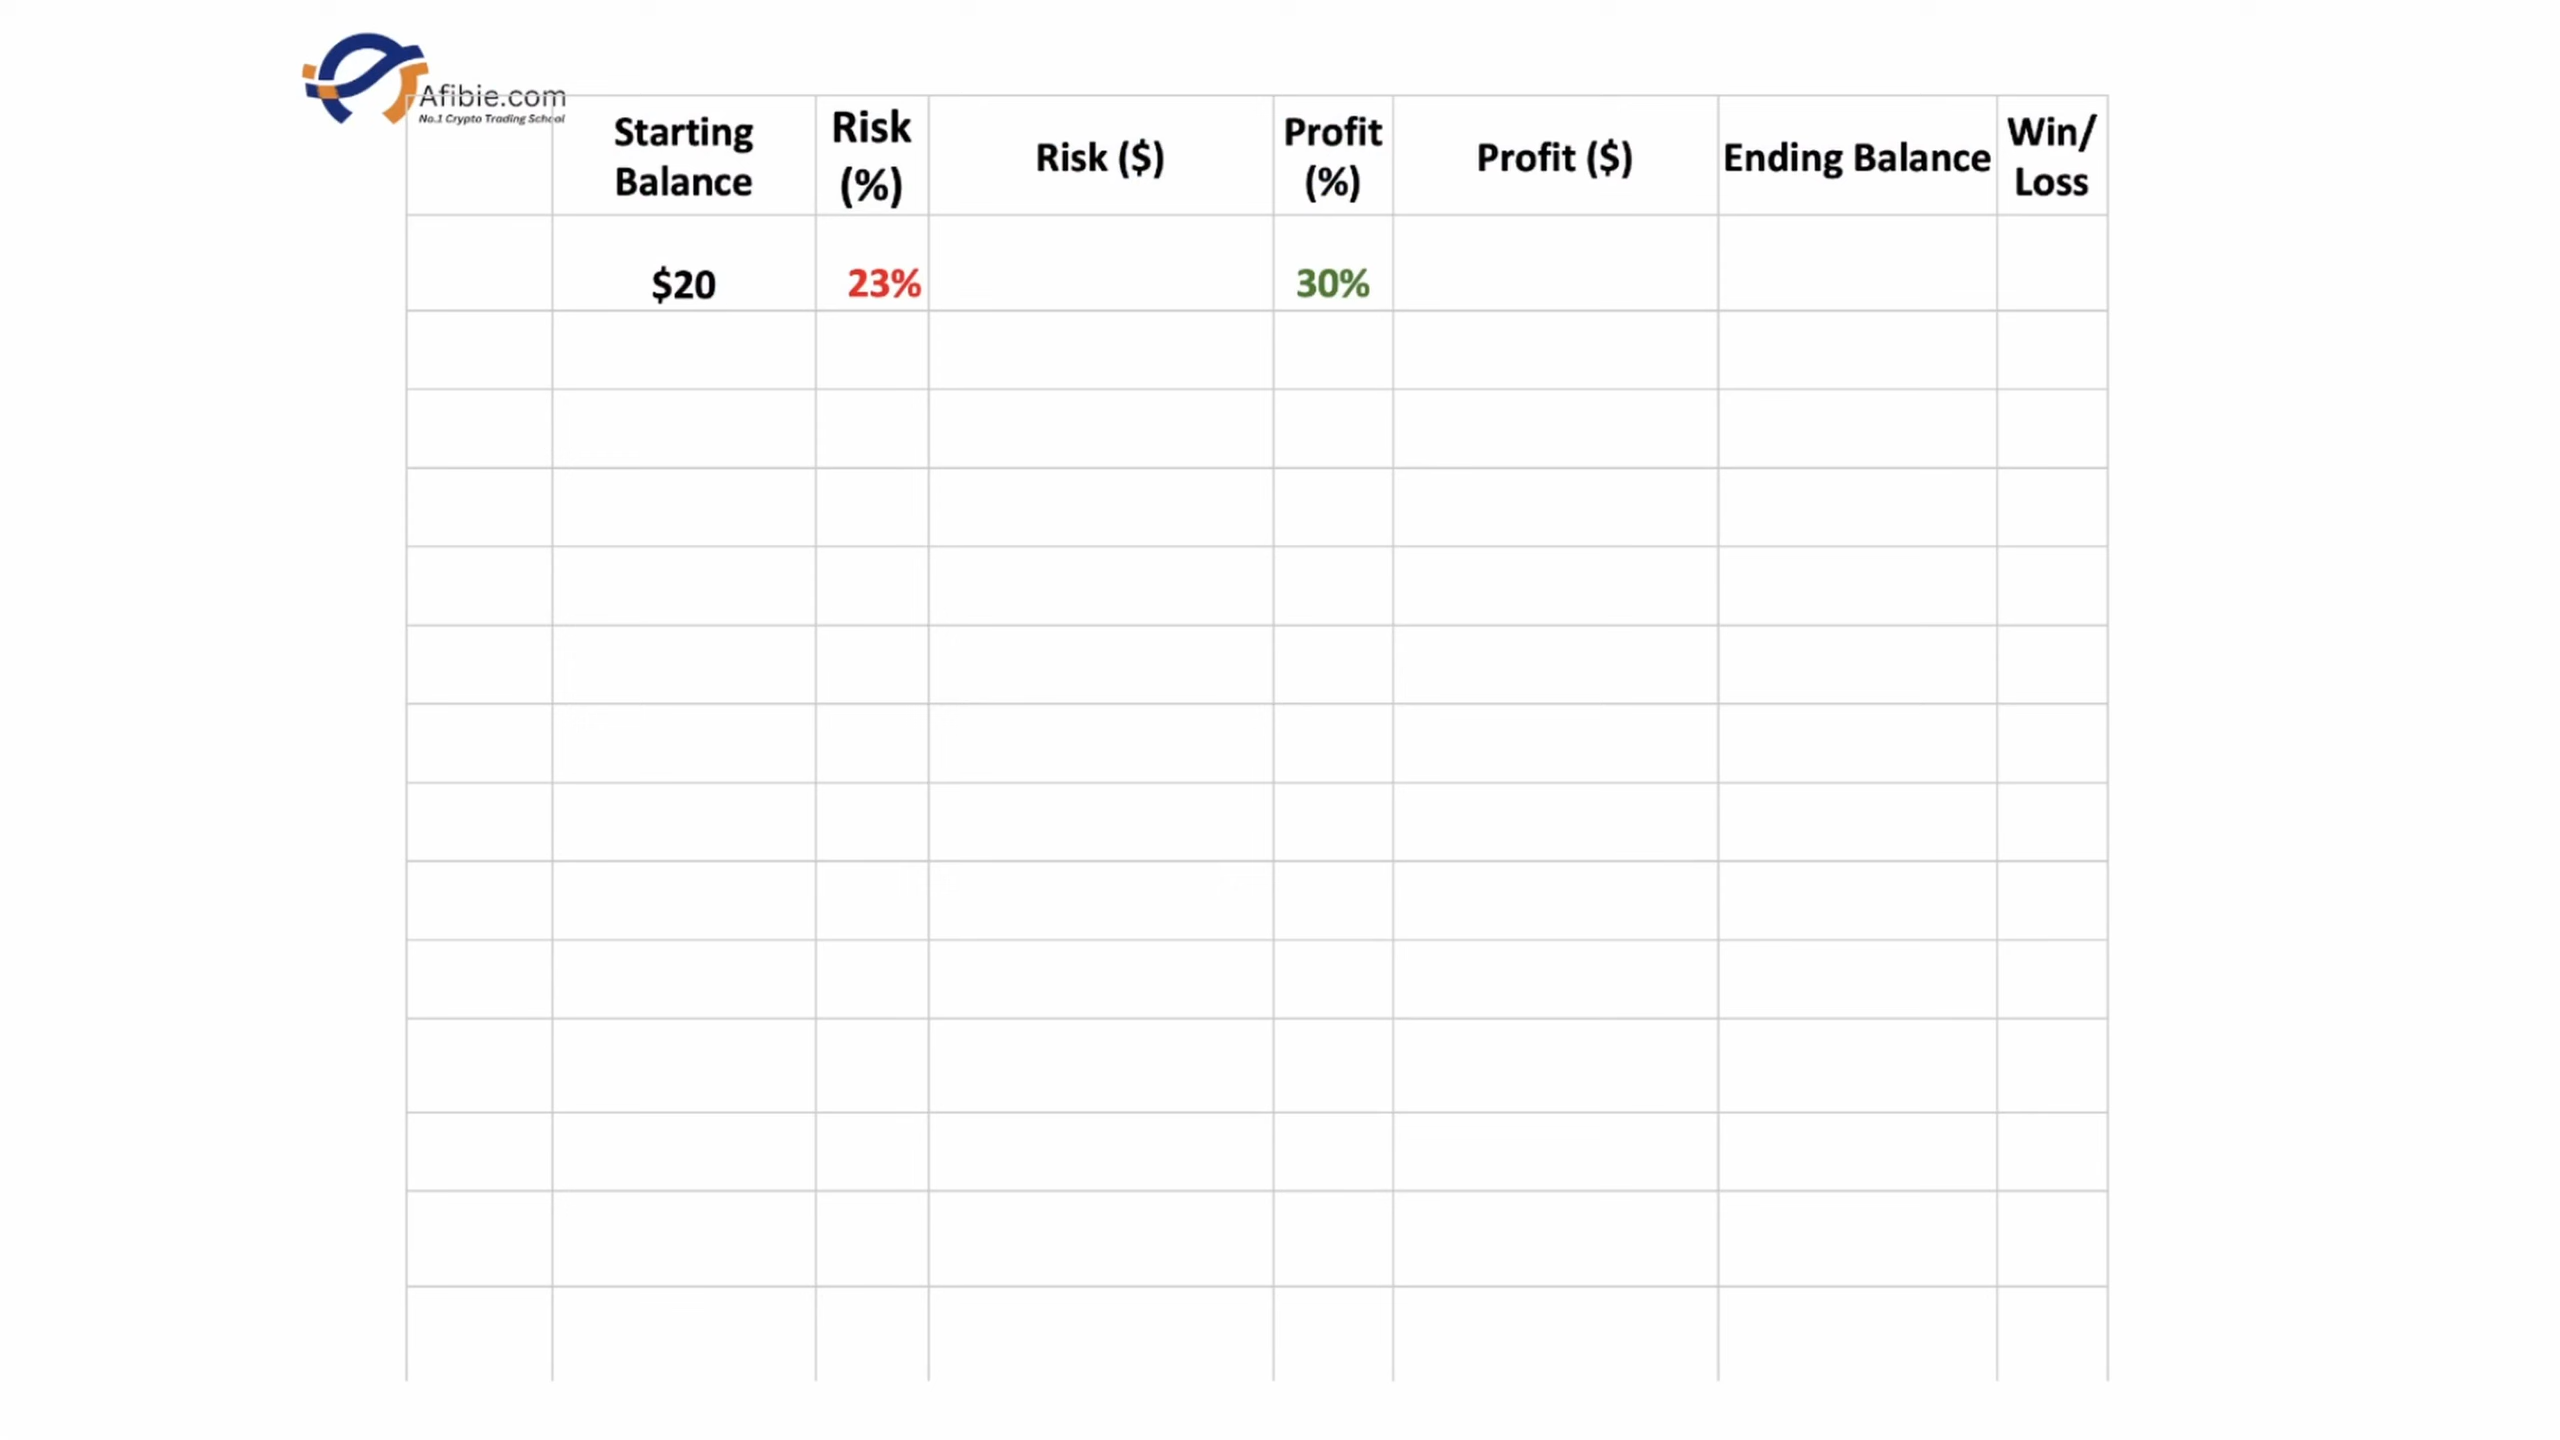 Afibie.com
No.1 Crypto Trading School
Starting
Balance
Risk
(%)
Risk ($)
Profit
(%)
Profit ($)
Ending Balance
Win/
Loss
$20
23%
30%